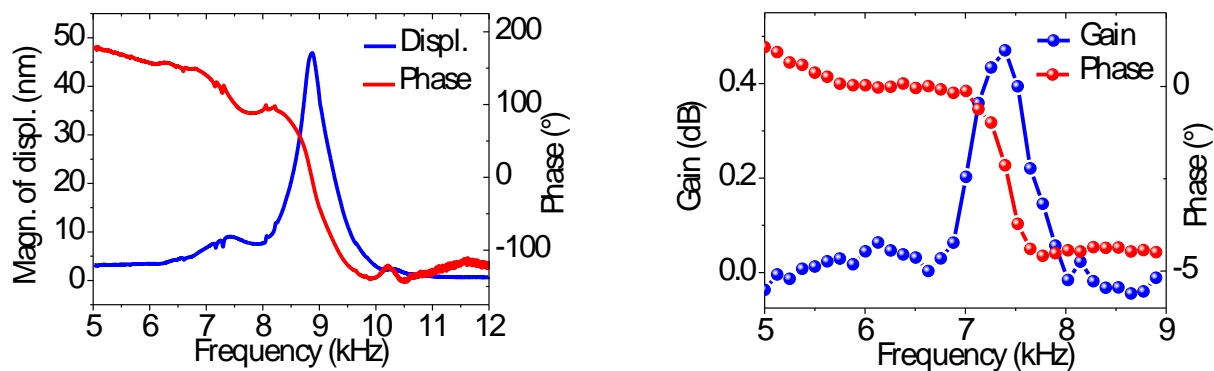 Magn. of displ. (nm)
50
40
30
20
10
0
Displ.
Phase
200
100
0
-100
Phase (°)
5 6 7 8 9 10 11 12
Frequency (kHz)
Gain (dB)
0.4
0.2
0.0
Gain
Phase
0
-5
Phase (°)
5 6 7 8 9
Frequency (kHz)